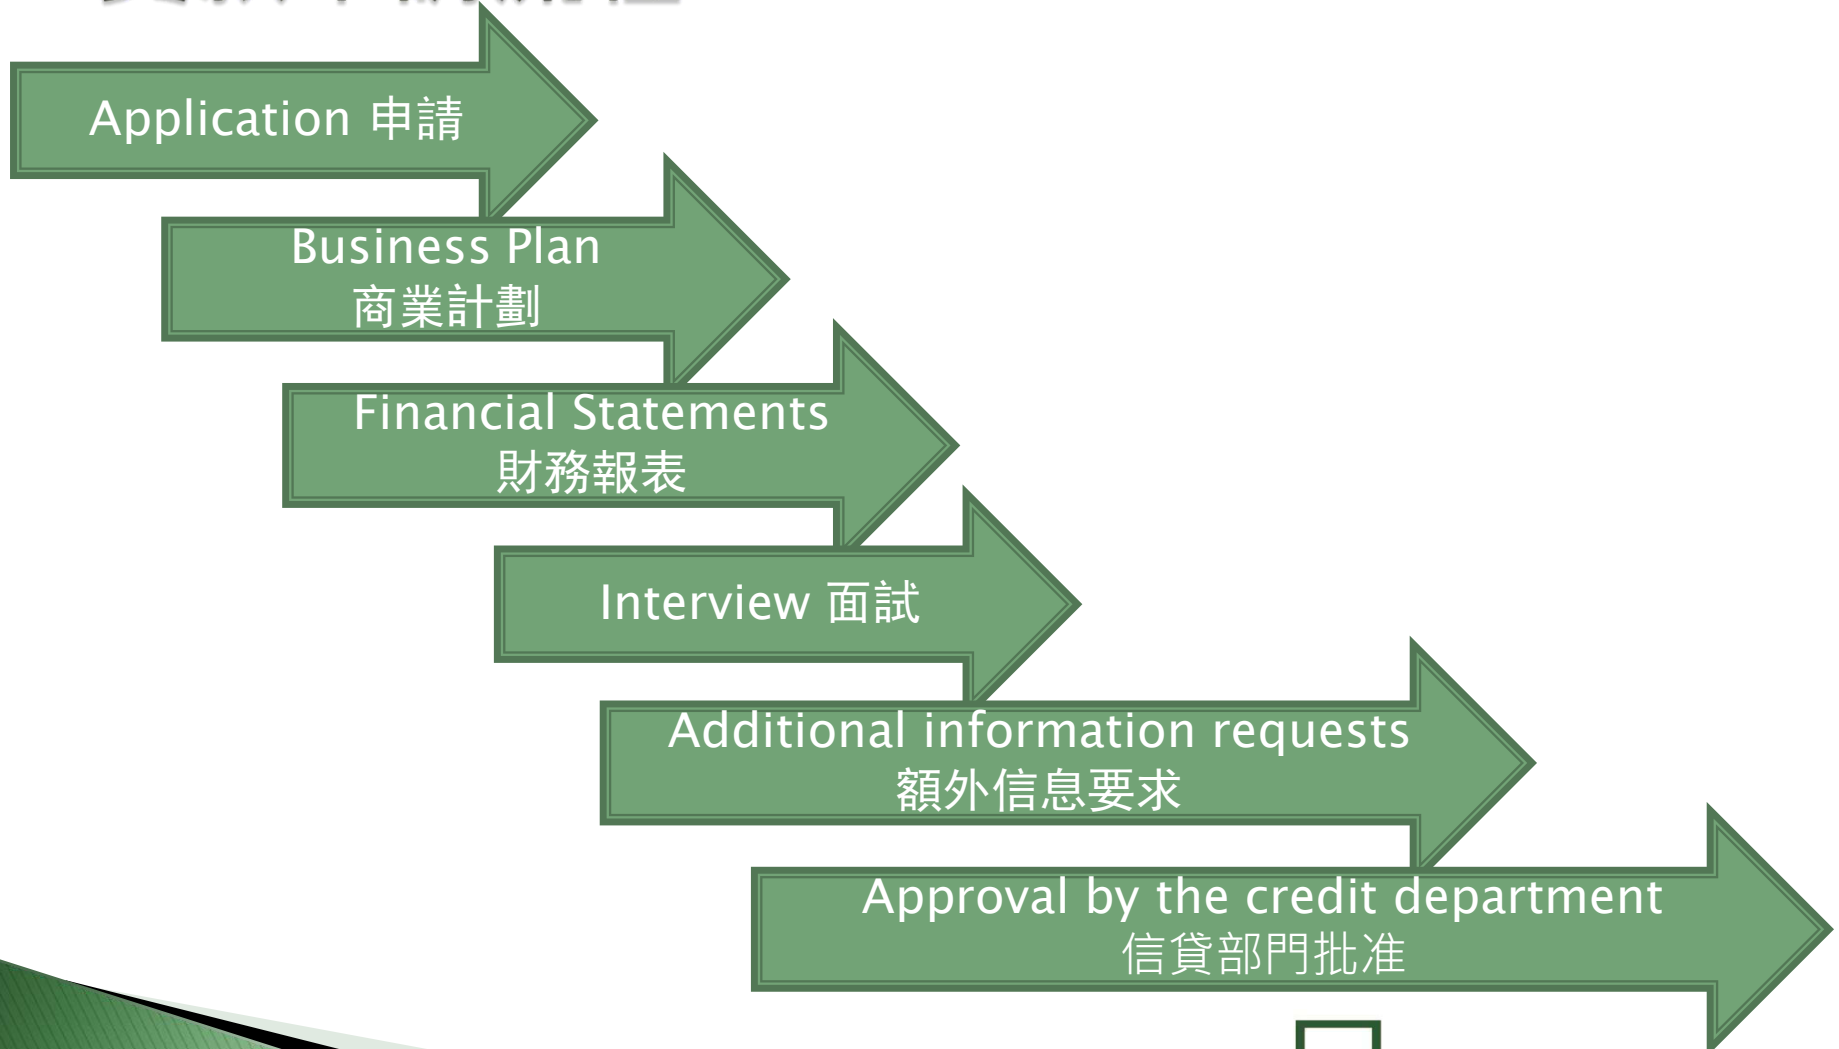 Application 申請
Business Plan
商業計劃
Financial Statements
財務報表
Interview 面試
Additional information requests
額外信息要求
Approval by the credit department
信貸部門批准